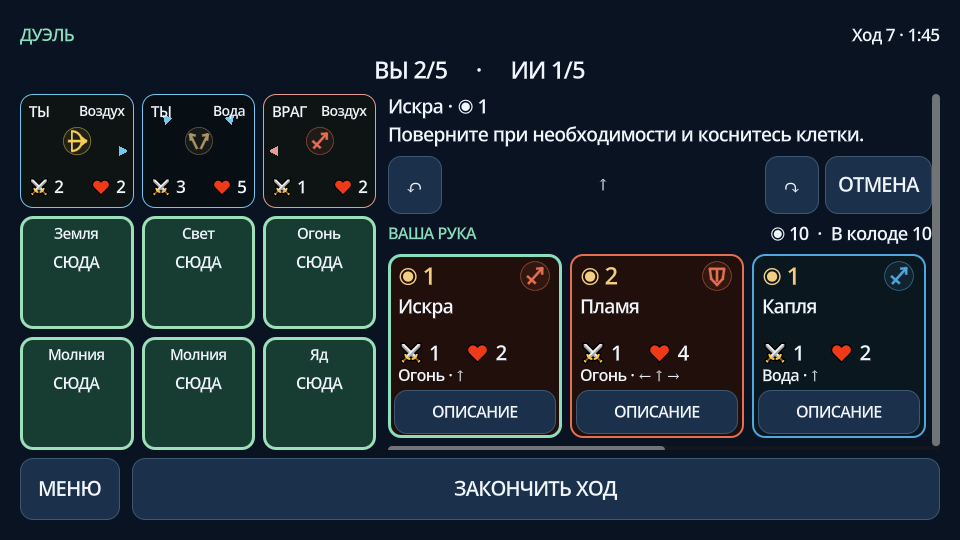 ДУЭЛЬ
Ход 7 · 1:45
ВЫ 2/5 · ИИ 1/5
ТЫ Воздух
2 2
ТЫ Вода
3 5
ВРАГ Воздух
1 2
Земля
СЮДА
Свет
СЮДА
Огонь
СЮДА
Молния
СЮДА
Молния
СЮДА
Яд
СЮДА
Искра · ◉ 1
Поверните при необходимости и коснитесь клетки.
↶ ↑ ↷ ОТМЕНА
ВАША РУКА
◉ 10 · В колоде 10
◉ 1
Искра
1 2
Огонь · ↑
ОПИСАНИЕ
◉ 2
Пламя
1 4
Огонь · ← ↑ →
ОПИСАНИЕ
◉ 1
Капля
1 2
Вода · ↑
ОПИСАНИЕ
МЕНЮ
ЗАКОНЧИТЬ ХОД